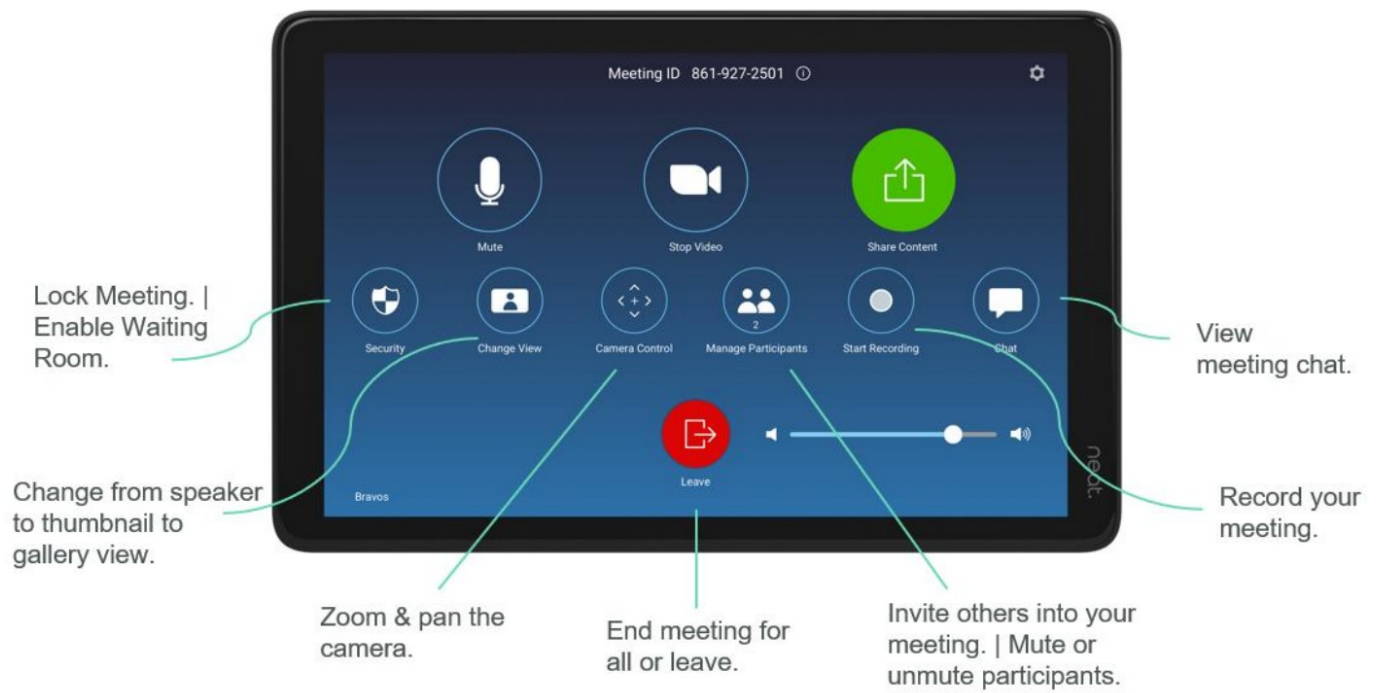 Meeting ID 861-927-2501
Mute
Stop Video
Share Content
Lock Meeting. |
Enable Waiting
Room.
Security
Change View
Camera Control
2
Manage Participants
Start Recording
Chat
View
meeting chat.
Leave
Bravos
neat.
Change from speaker
to thumbnail to
gallery view.
Record your
meeting.
Zoom & pan the
camera.
End meeting for
all or leave.
Invite others into your
meeting. | Mute or
unmute participants.